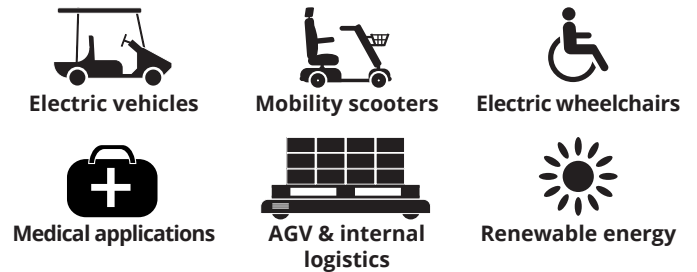 Electric vehicles
Mobility scooters
Electric wheelchairs
Medical applications
AGV & internal
logistics
Renewable energy